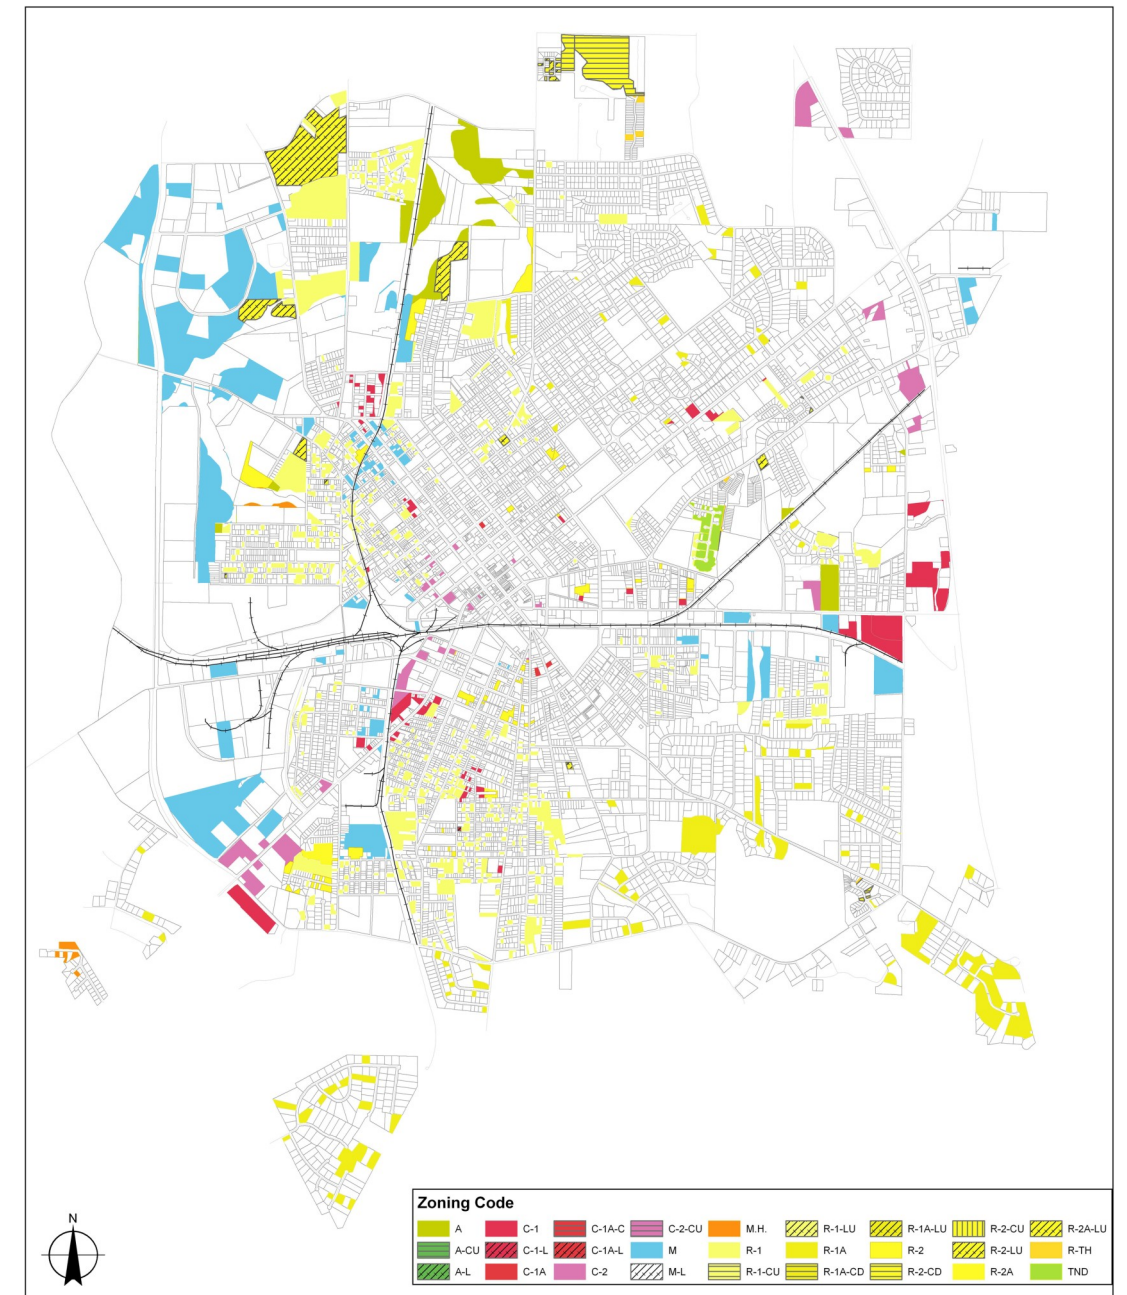 Zoning Code
A C-1 C-1A-C C-2-CU M.H. R-1-LU R-1A-LU R-2-CU R-2A-LU
A-CU C-1-L C-1A-L M R-1 R-1A R-2 R-2-LU R-TH
A-L C-1A C-2 M-L R-1-CU R-1A-CD R-2-CD R-2A TND
N